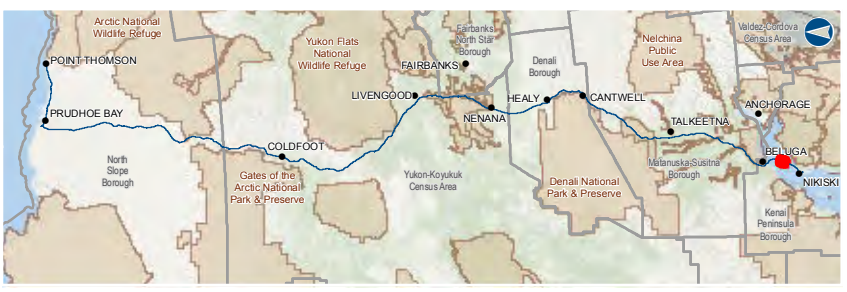 Arctic National
Wildlife Refuge
POINT THOMSON
PRUDHOE BAY
North
Slope
Borough
COLDFOOT
Gates of the
Arctic National
Park & Preserve
Yukon Flats
National
Wildlife Refuge
LIVENGOOD
Yukon-Koyukuk
Census Area
Fairbanks
North Star
Borough
FAIRBANKS
NENANA
Denali
Borough
HEALY
CANTWELL
Denali National
Park & Preserve
Nelchina
Public
Use Area
TALKEETNA
Matanuska-Susitna
Borough
Valdez-Cordova
Census Area
ANCHORAGE
BELUGA
NIKISKI
Kenai
Peninsula
Borough